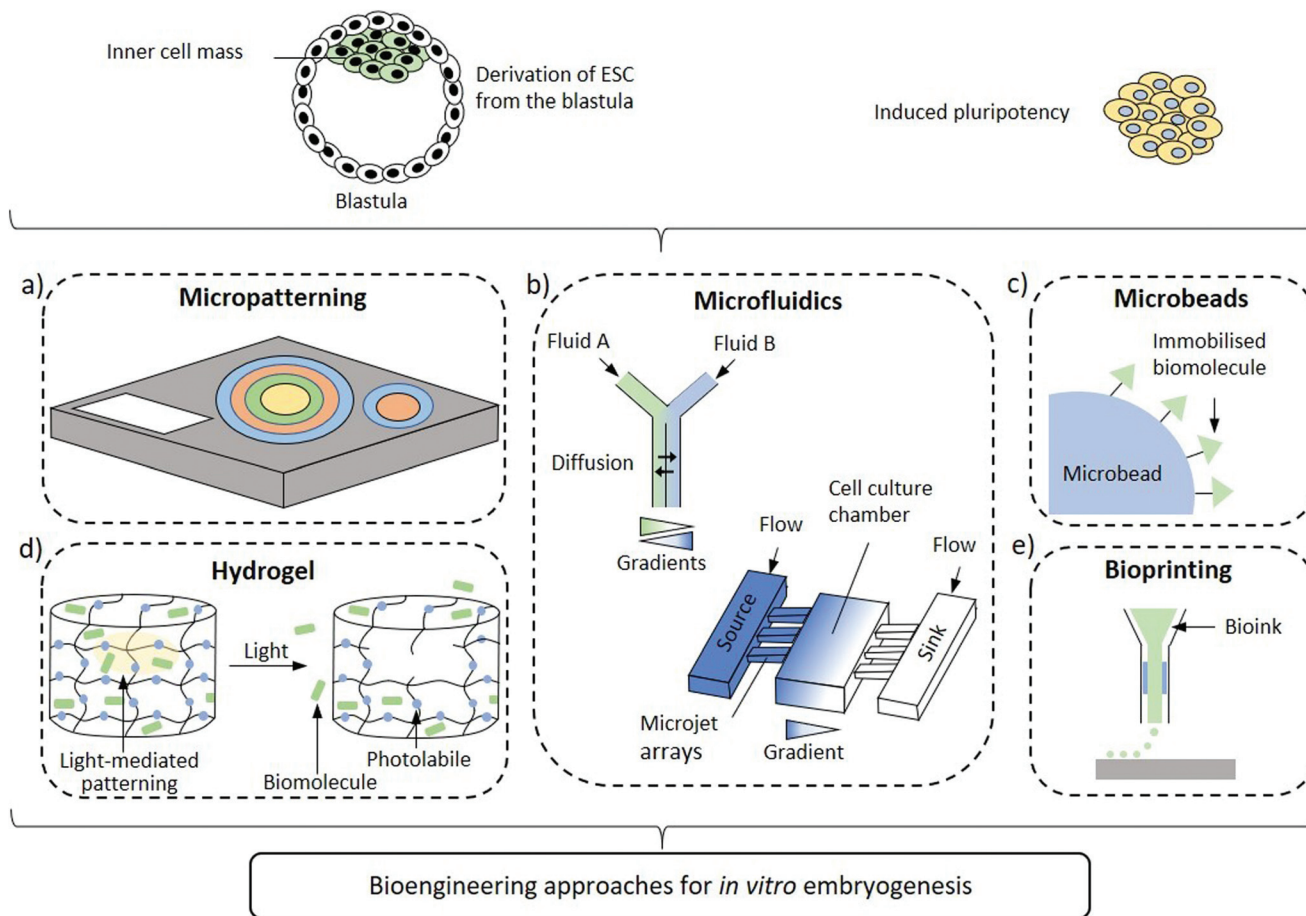 Inner cell mass
Derivation of ESC
from the blastula
Blastula
Induced pluripotency
a)
Micropatterning
b)
Microfluidics
Fluid A
Fluid B
Diffusion
Gradients
Cell culture
chamber
Flow
Flow
Source
Sink
Microjet
arrays
Gradient
c)
Microbeads
Immobilised
biomolecule
Microbead
d)
Hydrogel
Light
Light-mediated
patterning
Biomolecule
Photolabile
e)
Bioprinting
Bioink
Bioengineering approaches for in vitro embryogenesis